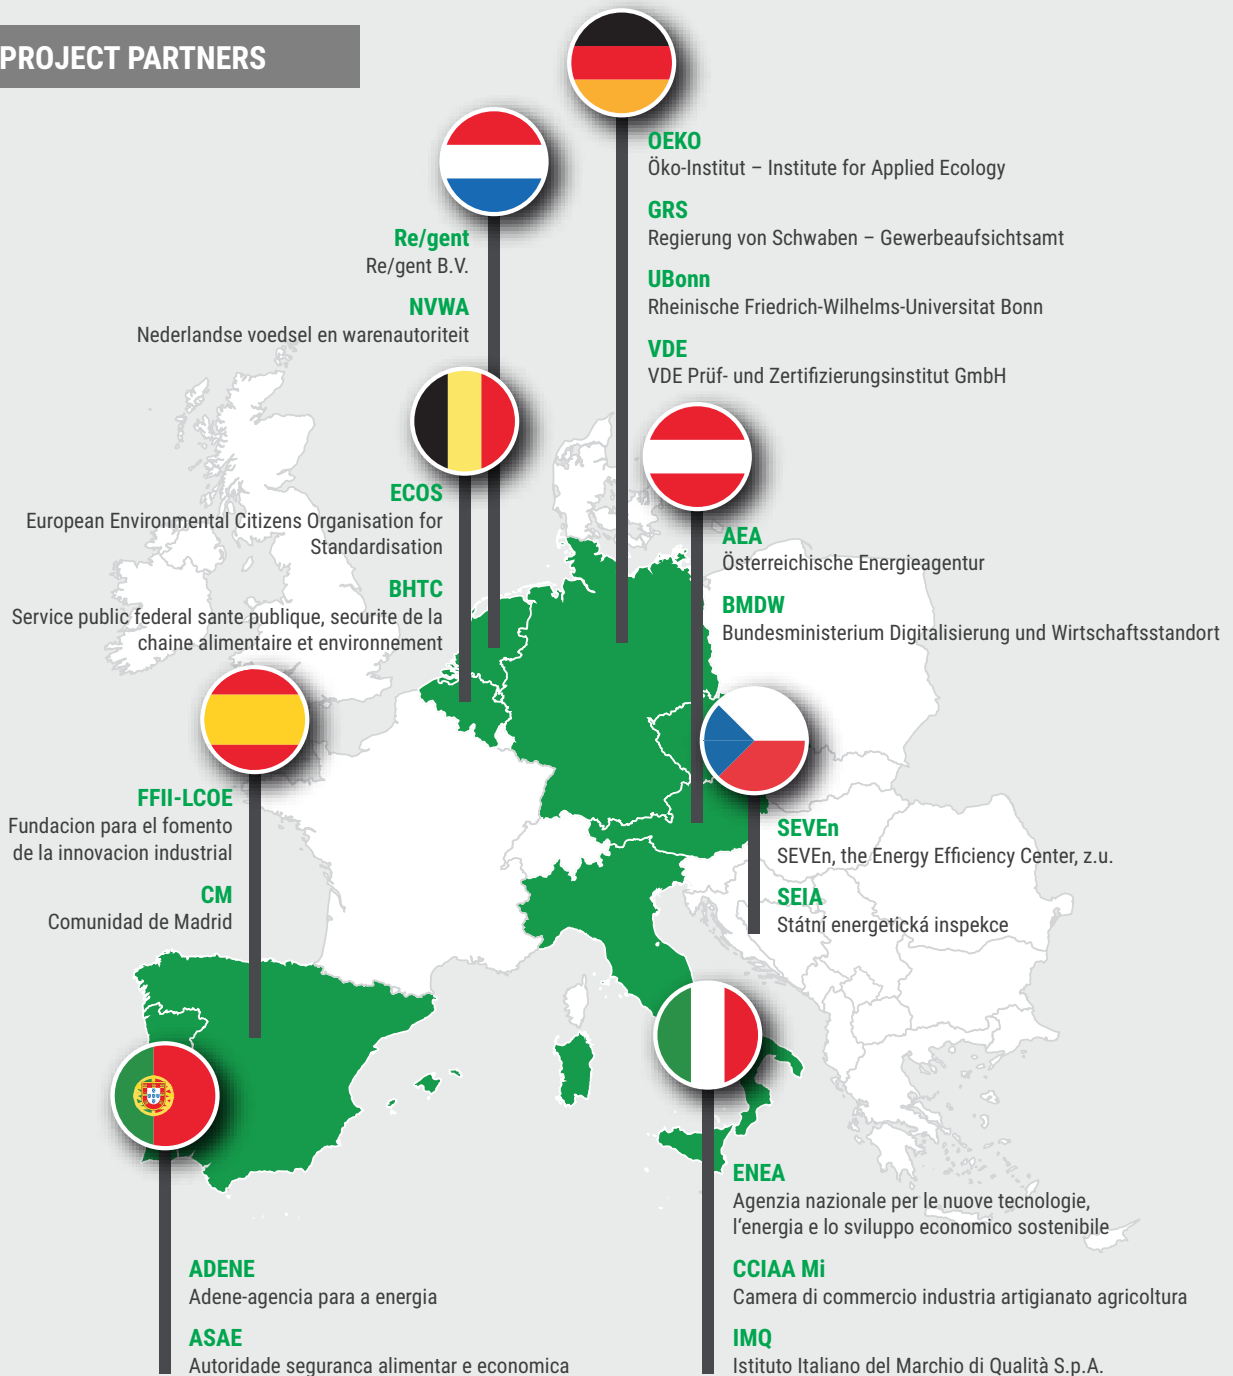 PROJECT PARTNERS
OEKO
Öko-Institut – Institute for Applied Ecology
GRS
Regierung von Schwaben – Gewerbeaufsichtsamt
UBonn
Rheinische Friedrich-Wilhelms-Universitat Bonn
VDE
VDE Prüf- und Zertifizierungsinstitut GmbH
Re/gent
Re/gent B.V.
NVWA
Nederlandse voedsel en warenautoriteit
ECOS
European Environmental Citizens Organisation for
Standardisation
BHTC
Service public federal sante publique, securite de la
chaine alimentaire et environnement
AEA
Österreichische Energieagentur
BMDW
Bundesministerium Digitalisierung und Wirtschaftsstandort
FFII-LCOE
Fundacion para el fomento
de la innovacion industrial
CM
Comunidad de Madrid
SEVEn
SEVEn, the Energy Efficiency Center, z.u.
SEIA
Státní energetická inspekce
ENEA
Agenzia nazionale per le nuove tecnologie,
l‘energia e lo sviluppo economico sostenibile
CCIAA Mi
Camera di commercio industria artigianato agricoltura
IMQ
Istituto Italiano del Marchio di Qualità S.p.A.
ADENE
Adene-agencia para a energia
ASAE
Autoridade seguranca alimentar e economica